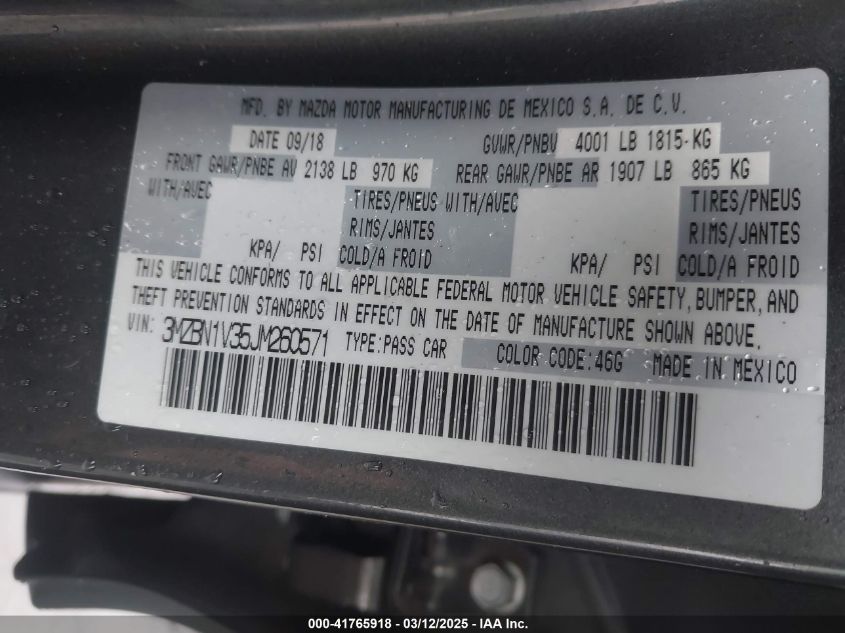 MFD. BY MAZDA MOTOR MANUFACTURING DE MEXICO S.A. DE C.V.
DATE 09/18 GVWR/PNBV 4001 LB 1815-KG
FRONT GAWR/PNBE AV 2138 LB 970 KG REAR GAWR/PNBE AR 1907 LB 865 KG
WITH/AVEC TIRES/PNEUS WITH/AVEC TIRES/PNEUS
RIMS/JANTES RIMS/JANTES
KPA/ PSI COLD/A FROID KPA/ PSI COLD/A FROID
THIS VEHICLE CONFORMS TO ALL APPLICABLE FEDERAL MOTOR VEHICLE SAFETY, BUMPER, AND
THEFT PREVENTION STANDARDS IN EFFECT ON THE DATE OF MANUFACTURE SHOWN ABOVE.
VIN: 3MZBN1V35JM260571 TYPE:PASS CAR COLOR CODE:46G MADE IN MEXICO
000-41765918 - 03/12/2025 - IAA Inc.